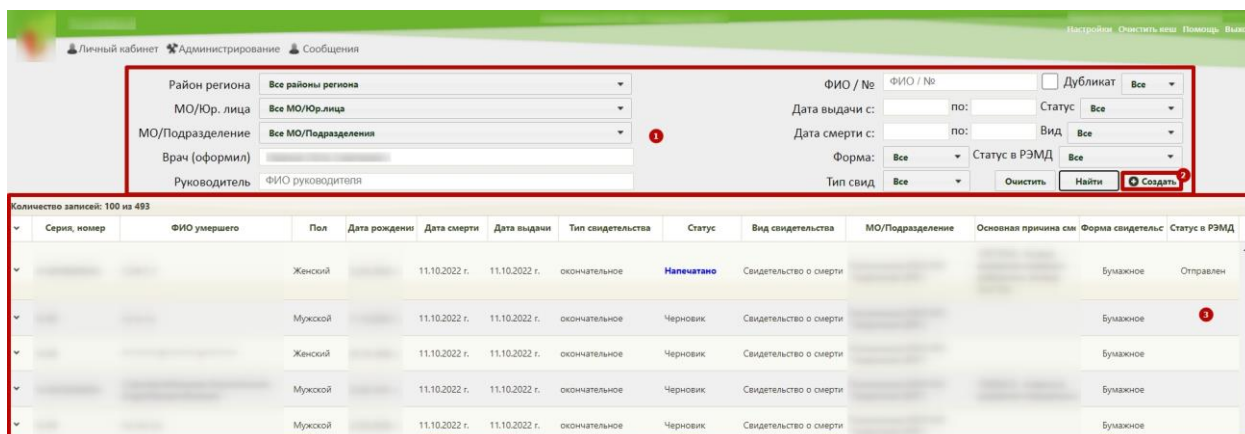 Настройки Очистить кеш Помощь Выхо
Личный кабинет Администрирование Сообщения
Район региона Все районы региона ФИО / № ФИО / № Дубликат Все
МО/Юр. лица Все МО/Юр.лица Дата выдачи с: по: Статус Все
МО/Подразделение Все МО/Подразделения 1 Дата смерти с: по: Вид Все
Врач (оформил) Форма: Все Статус в РЭМД Все
Руководитель ФИО руководителя Тип свид Все Очистить Найти Создать 2
Количество записей: 100 из 493
Серия, номер ФИО умершего Пол Дата рождени Дата смерти Дата выдачи Тип свидетельства Статус Вид свидетельства МО/Подразделение Основная причина сме Форма свидетельс Статус в РЭМД
Женский 11.10.2022 г. 11.10.2022 г. окончательное Напечатано Свидетельство о смерти Бумажное Отправлен
Мужской 11.10.2022 г. 11.10.2022 г. окончательное Черновик Свидетельство о смерти Бумажное 3
Женский 11.10.2022 г. 11.10.2022 г. окончательное Черновик Свидетельство о смерти Бумажное
Мужской 11.10.2022 г. 11.10.2022 г. окончательное Черновик Свидетельство о смерти Бумажное
Мужской 11.10.2022 г. 11.10.2022 г. окончательное Черновик Свидетельство о смерти Бумажное